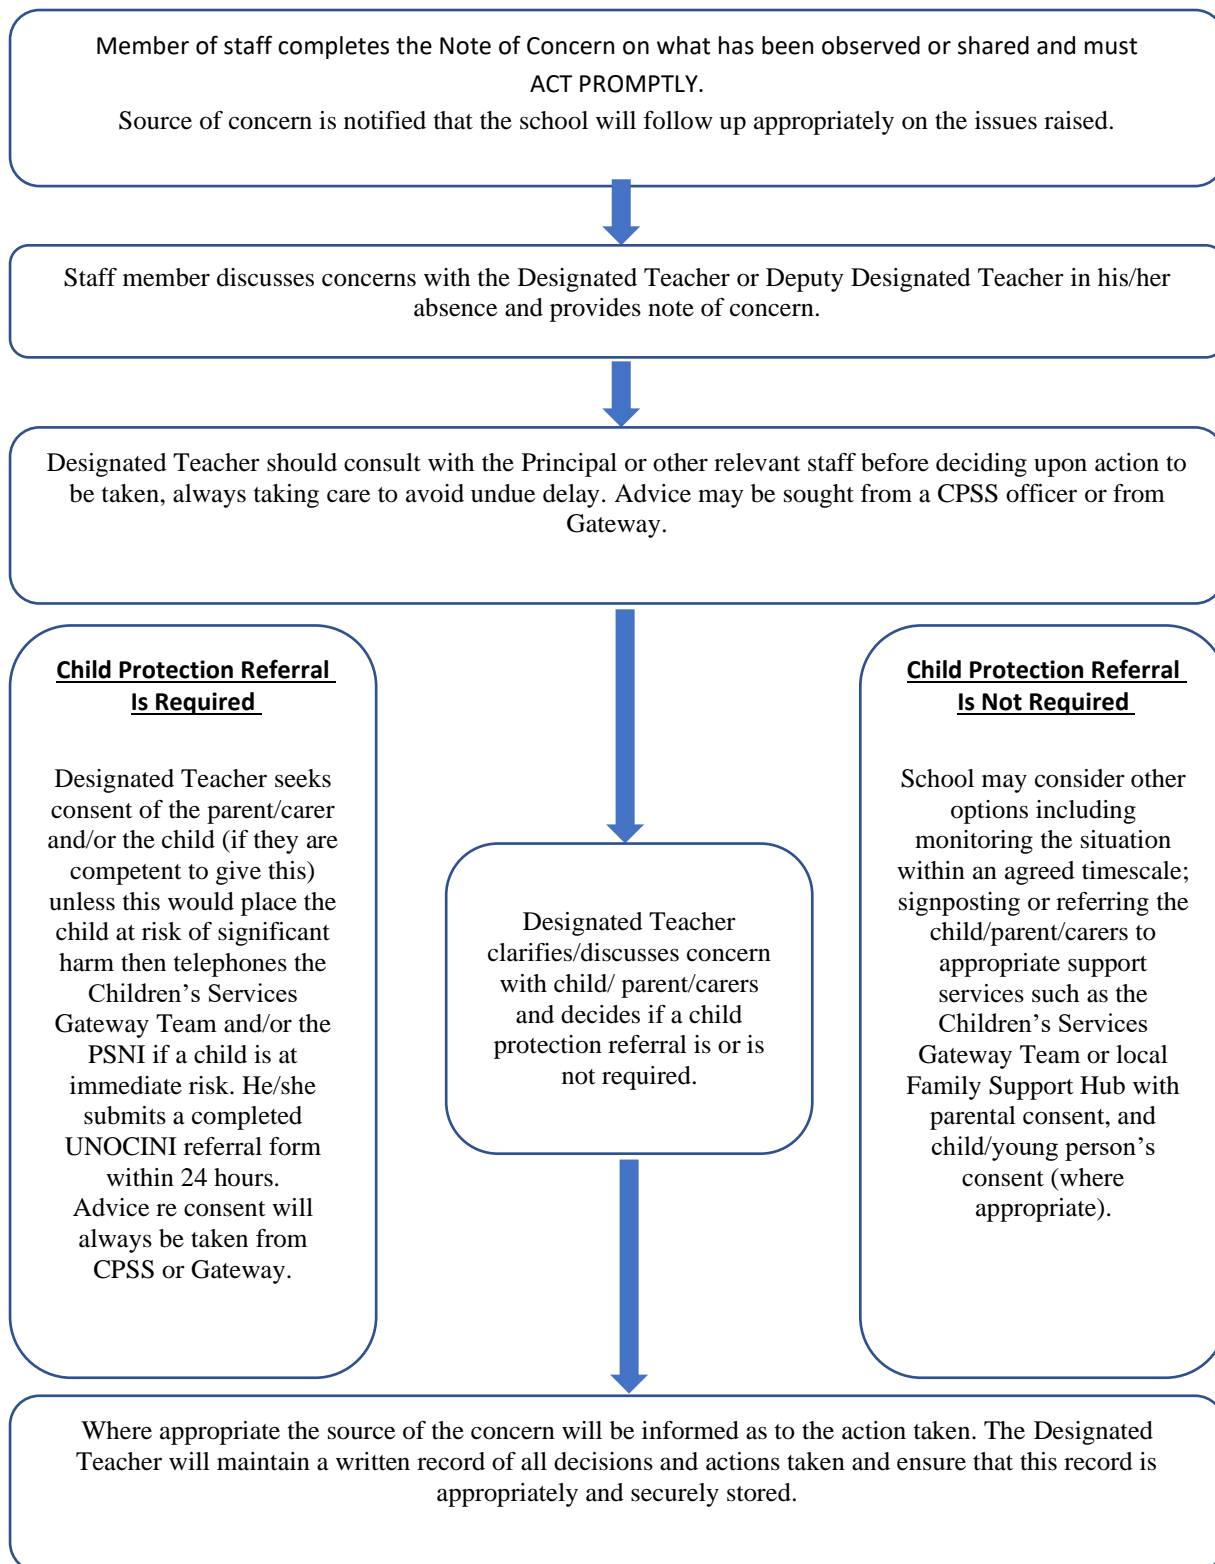 Member of staff completes the Note of Concern on what has been observed or shared and must
ACT PROMPTLY.
Source of concern is notified that the school will follow up appropriately on the issues raised.
Staff member discusses concerns with the Designated Teacher or Deputy Designated Teacher in his/her
absence and provides note of concern.
Designated Teacher should consult with the Principal or other relevant staff before deciding upon action to
be taken, always taking care to avoid undue delay. Advice may be sought from a CPSS officer or from
Gateway.
Child Protection Referral
Is Required
Designated Teacher seeks
consent of the parent/carer
and/or the child (if they are
competent to give this)
unless this would place the
child at risk of significant
harm then telephones the
Children’s Services
Gateway Team and/or the
PSNI if a child is at
immediate risk. He/she
submits a completed
UNOCINI referral form
within 24 hours.
Advice re consent will
always be taken from
CPSS or Gateway.
Designated Teacher
clarifies/discusses concern
with child/ parent/carers
and decides if a child
protection referral is or is
not required.
Child Protection Referral
Is Not Required
School may consider other
options including
monitoring the situation
within an agreed timescale;
signposting or referring the
child/parent/carers to
appropriate support
services such as the
Children’s Services
Gateway Team or local
Family Support Hub with
parental consent, and
child/young person’s
consent (where
appropriate).
Where appropriate the source of the concern will be informed as to the action taken. The Designated
Teacher will maintain a written record of all decisions and actions taken and ensure that this record is
appropriately and securely stored.